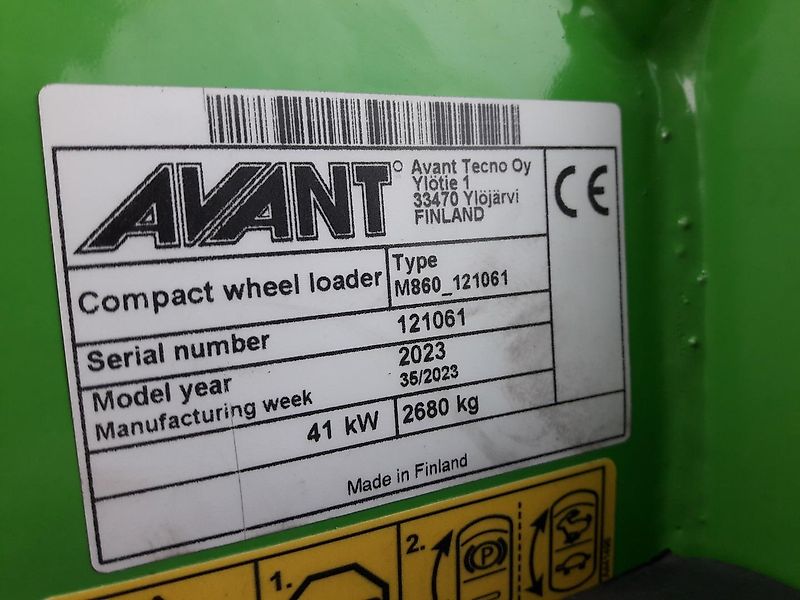 AVANT
Avant Tecno Oy
Ylötie 1
33470 Ylöjärvi
FINLAND
CE
Compact wheel loader
Type
M860_121061
Serial number 121061
Model year 2023
Manufacturing week 35/2023
41 kW 2680 kg
Made in Finland
1.
2.
P